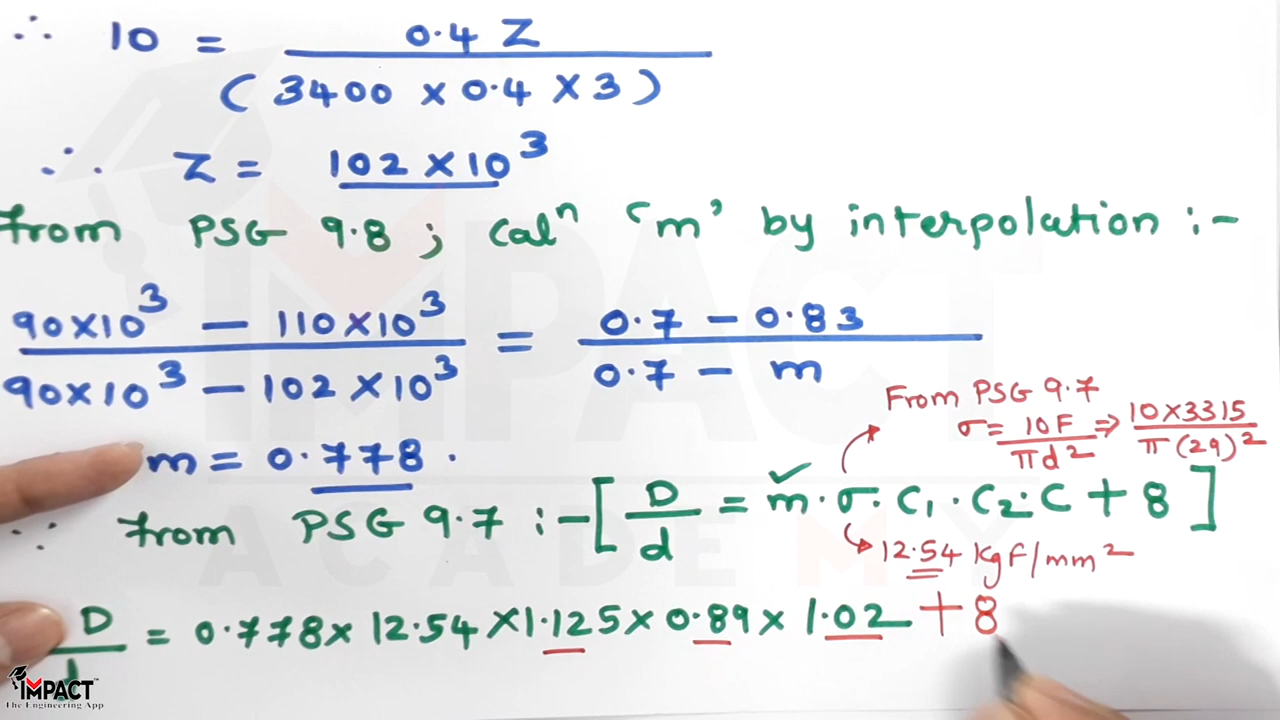 ∴ 10 = 0.4 Z / (3400 × 0.4 × 3)
∴ Z = 102 × 10³
From PSG 9.8 ; calⁿ 'm' by interpolation :-
90×10³ - 110×10³ / 90×10³ - 102×10³ = 0.7 - 0.83 / 0.7 - m
m = 0.778 .
From PSG 9.7
σ = 10F / πd² ⇒ 10×3315 / π(29)²
∵ from PSG 9.7 :- [ D/d = m · σ · C₁ · C₂ · C + 8 ]
12.54 kgF/mm²
D/d = 0.778 × 12.54 × 1.125 × 0.89 × 1.02 + 8
IMPACT
ACADEMY
IMPACT
The Engineering App